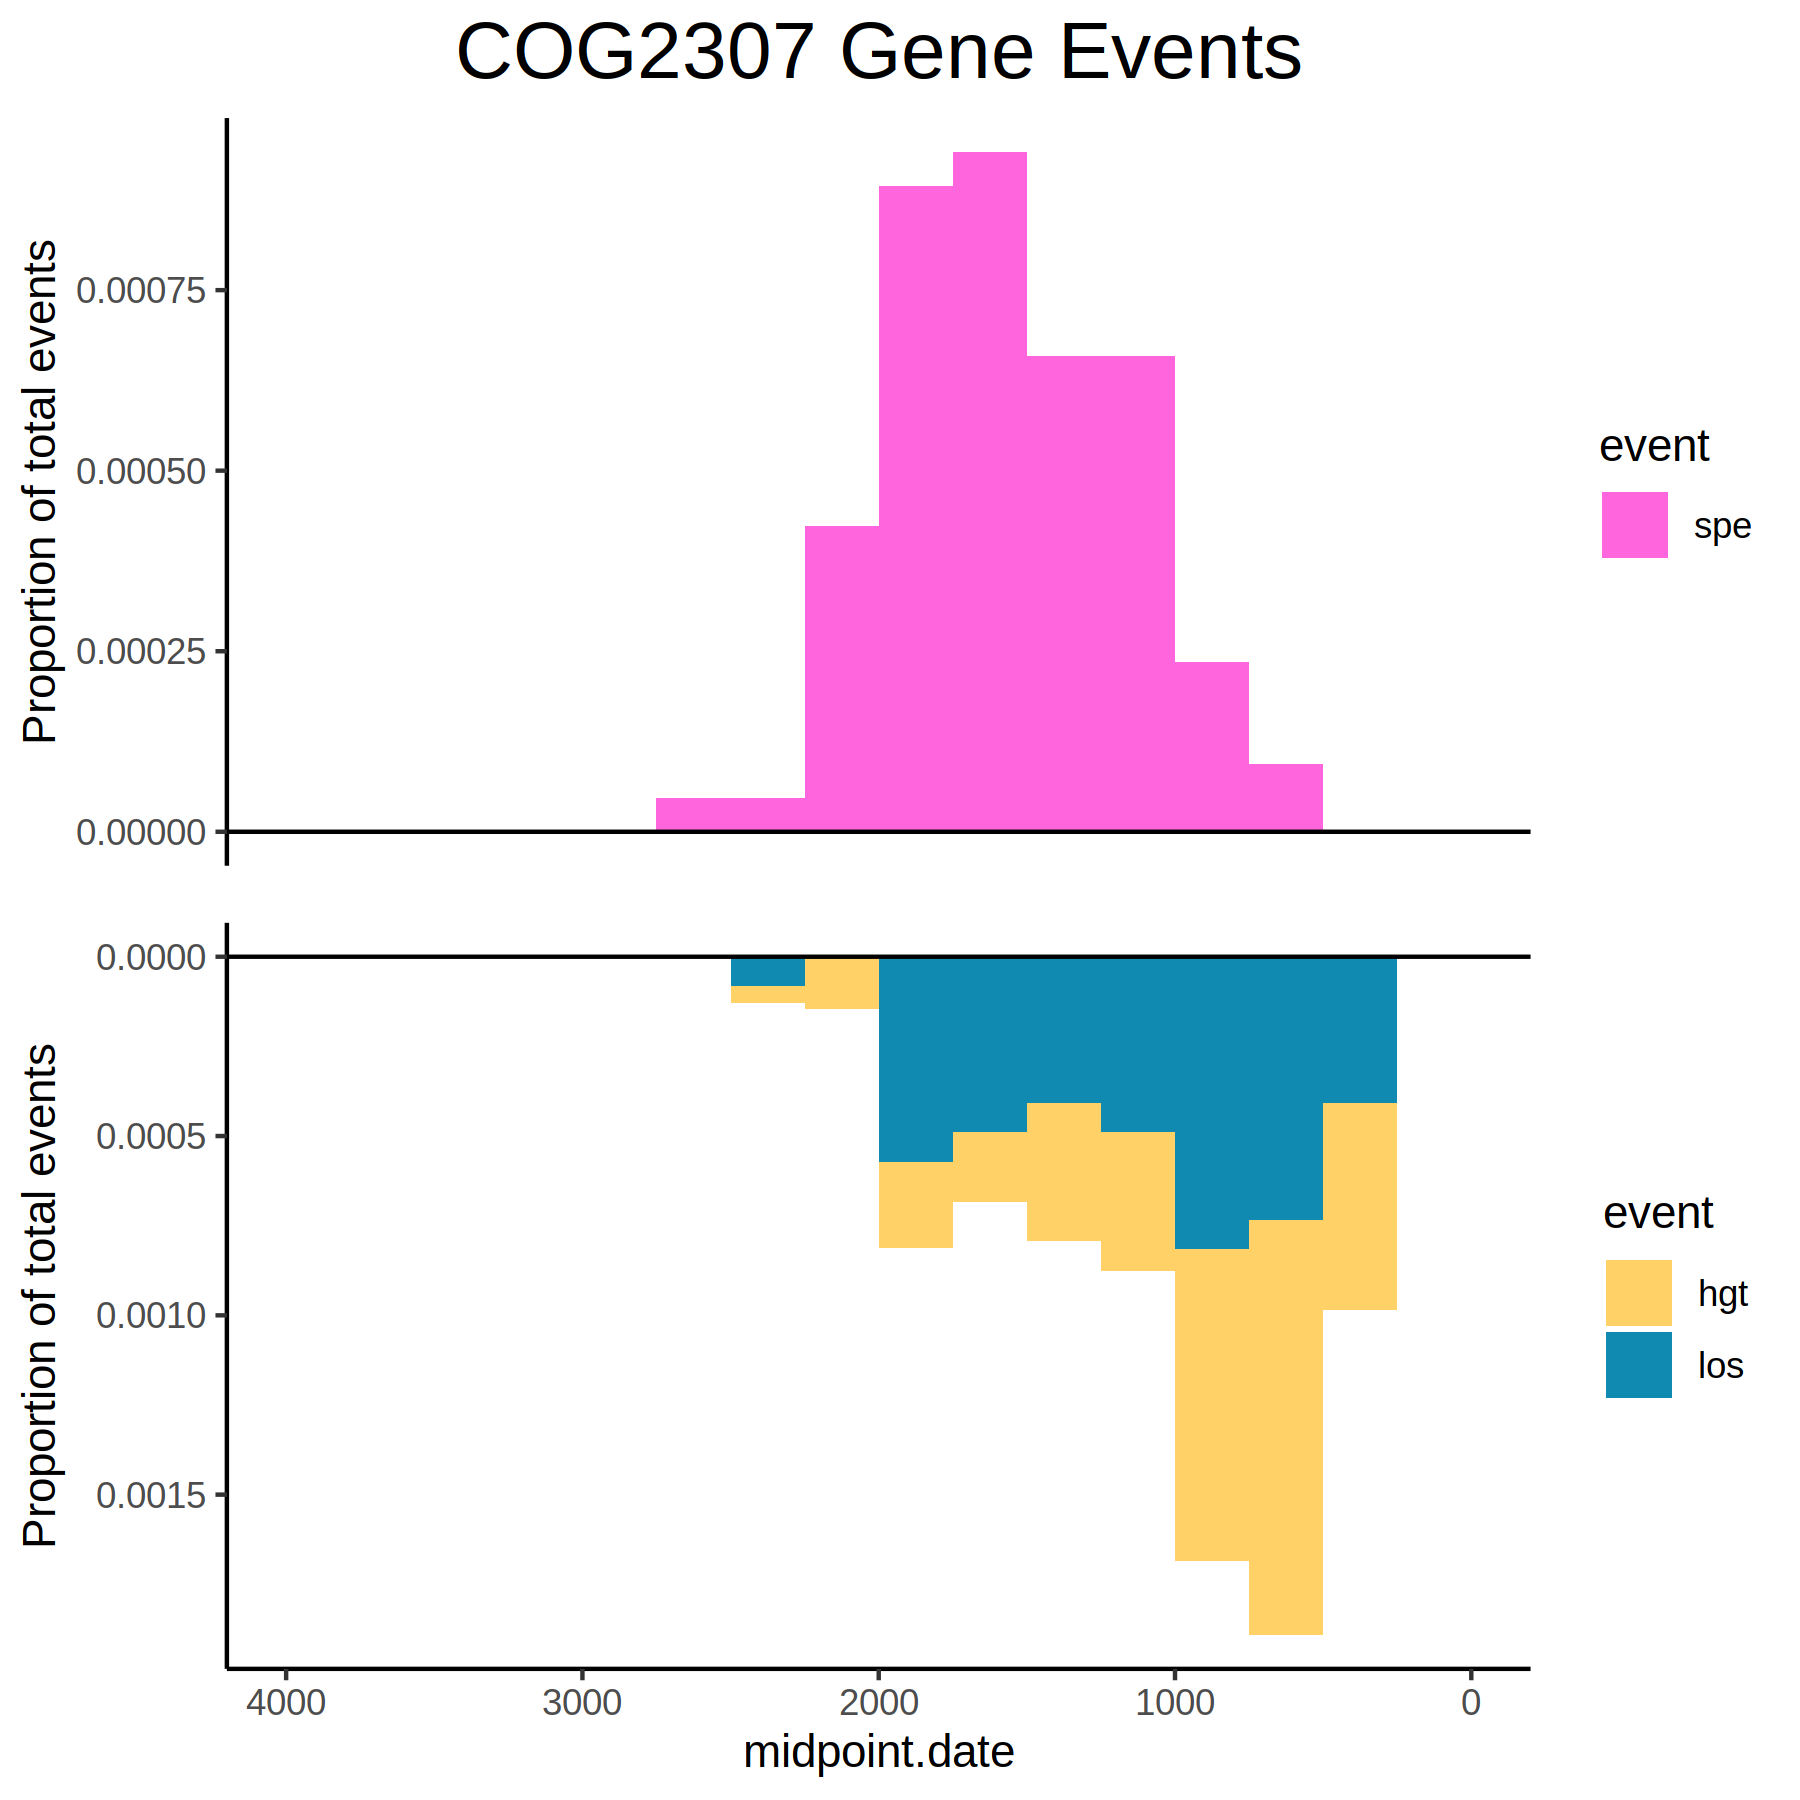 COG2307 Gene Events
Proportion of total events
0.00075
0.00050
0.00025
0.00000
event
spe
Proportion of total events
0.0000
0.0005
0.0010
0.0015
event
hgt
los
4000 3000 2000 1000 0
midpoint.date